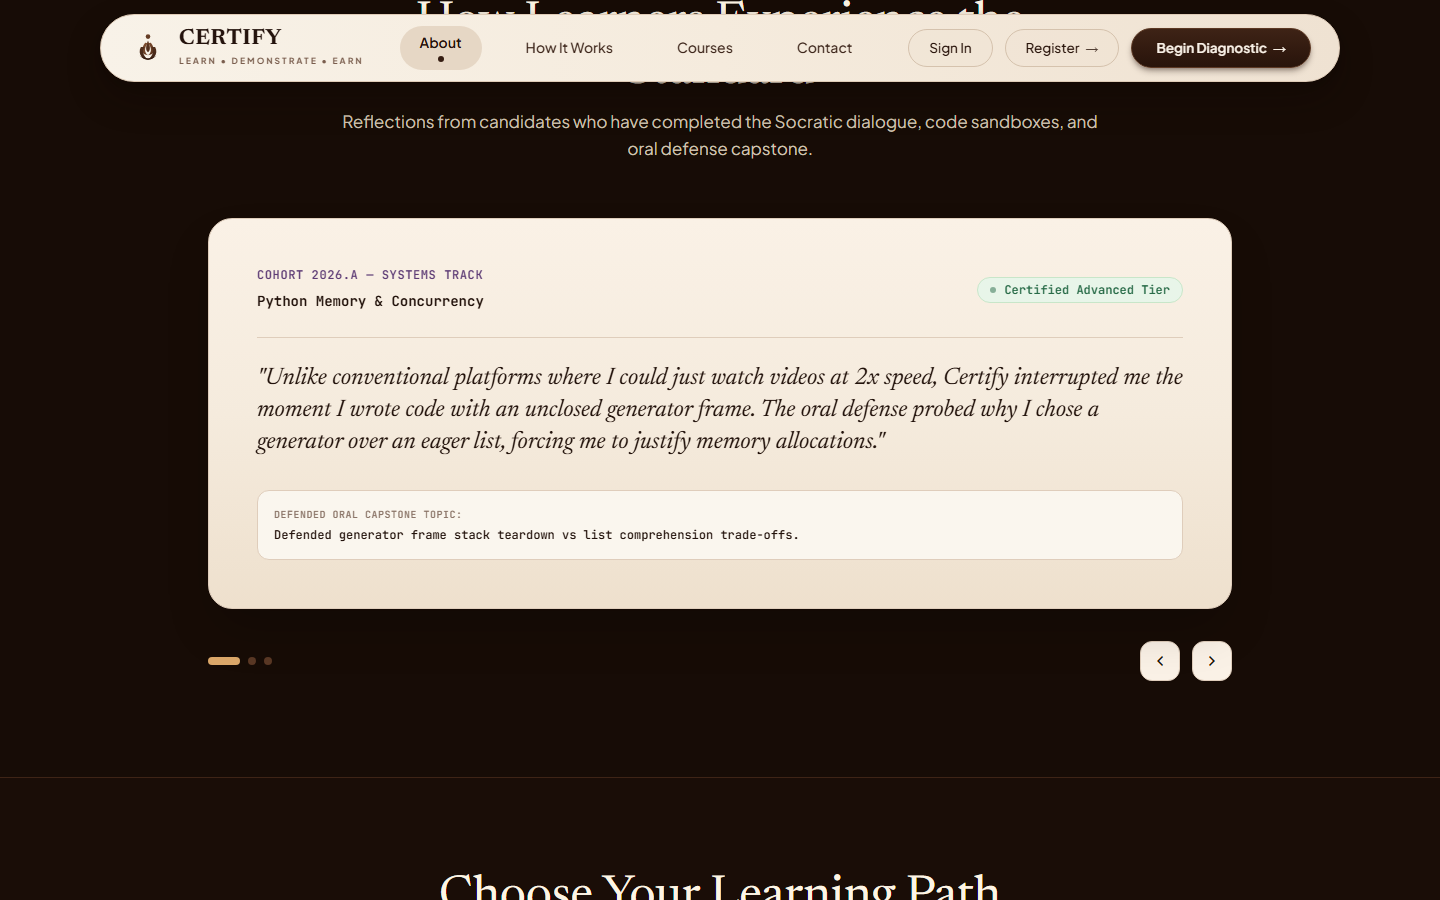 How Learners Experience the
CERTIFY
LEARN • DEMONSTRATE • EARN
About
How It Works
Courses
Contact
Sign In
Register →
Begin Diagnostic →
Reflections from candidates who have completed the Socratic dialogue, code sandboxes, and
oral defense capstone.
COHORT 2026.A — SYSTEMS TRACK
Python Memory & Concurrency
Certified Advanced Tier
"Unlike conventional platforms where I could just watch videos at 2x speed, Certify interrupted me the
moment I wrote code with an unclosed generator frame. The oral defense probed why I chose a
generator over an eager list, forcing me to justify memory allocations."
DEFENDED ORAL CAPSTONE TOPIC:
Defended generator frame stack teardown vs list comprehension trade-offs.
Choose Your Learning Path